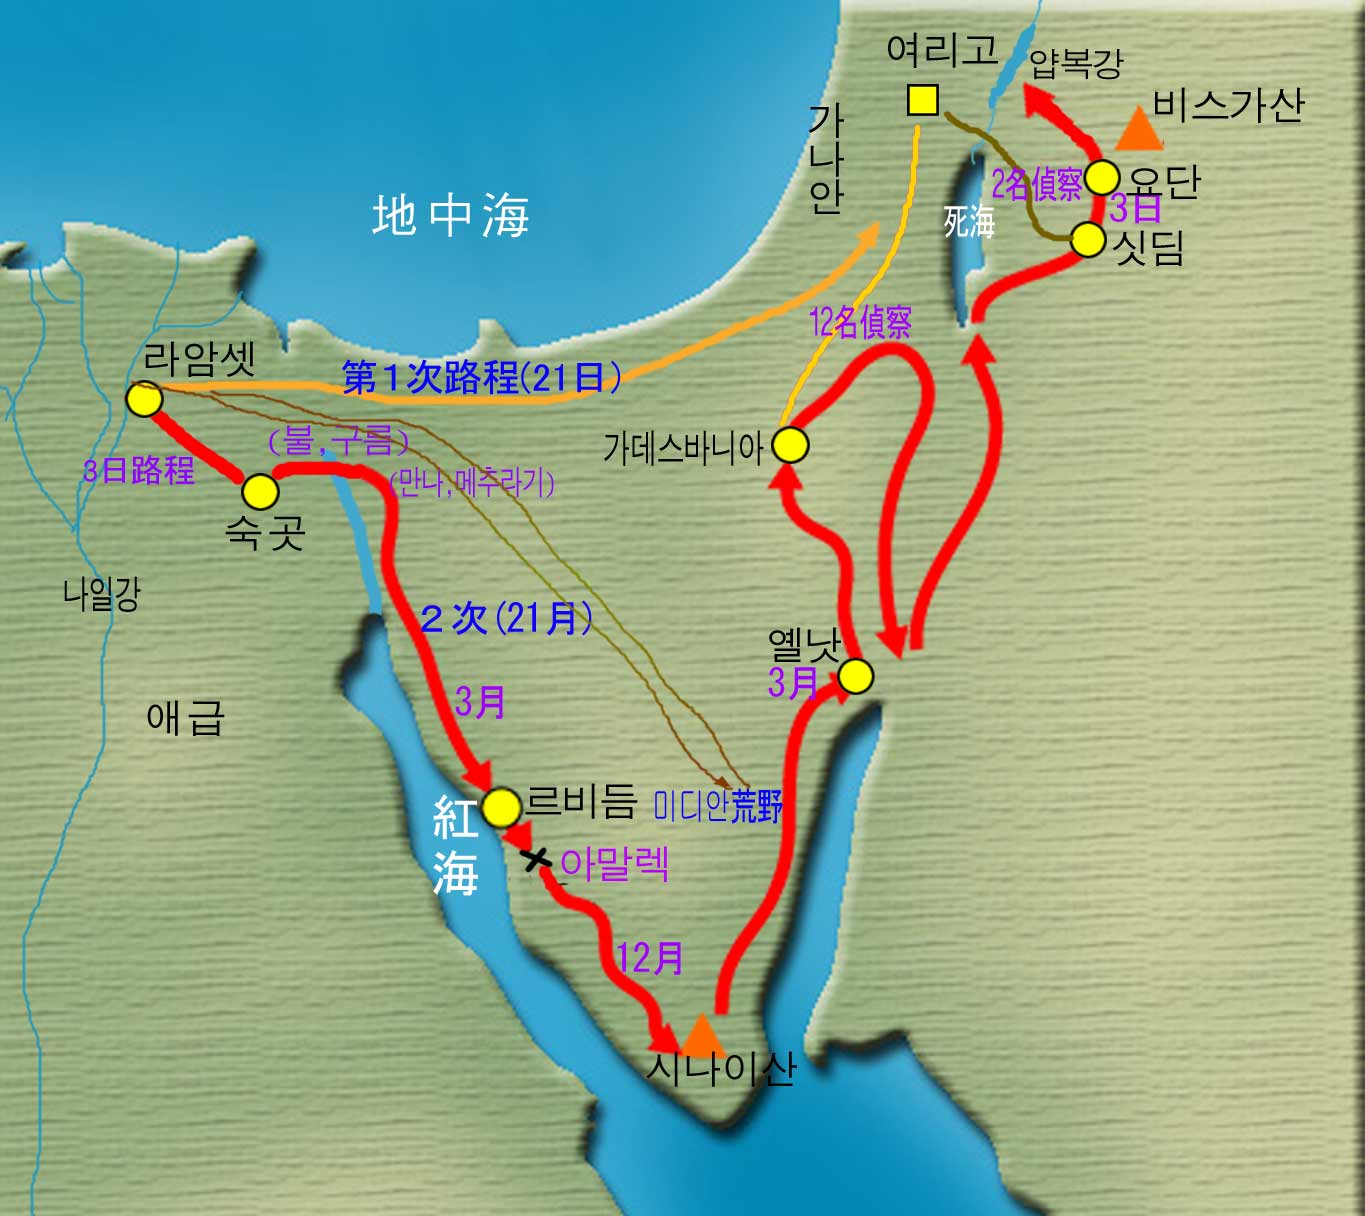 여리고
얍복강
비스가산
가나안
2名偵察
요단
3日
地中海
死海
싯딤
12名偵察
라암셋
第1次路程(21日)
(불,구름)
가데스바니아
3日路程
(만나,메추라기)
숙곳
나일강
2次(21月)
옐낫
3月
3月
애급
르비듬
미디안荒野
紅海
아말렉
12月
시나이산